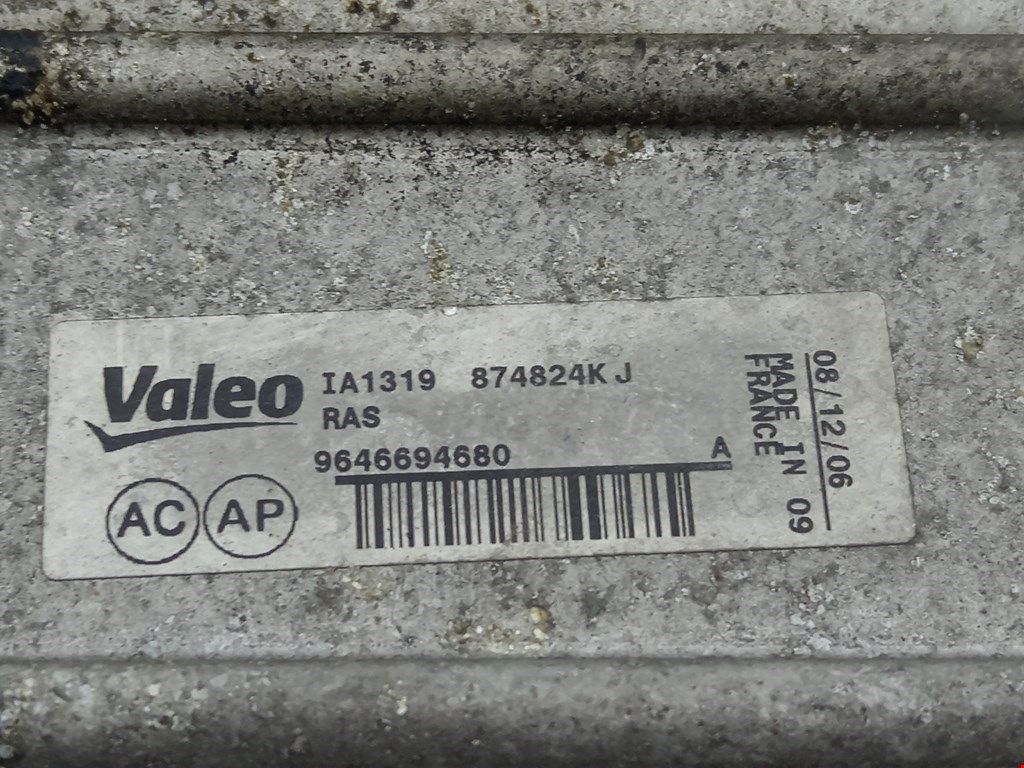 Valeo IA1319 874824K J
RAS
9646694680 A
AC AP
08/12/06
MADE IN 09
FRANCE